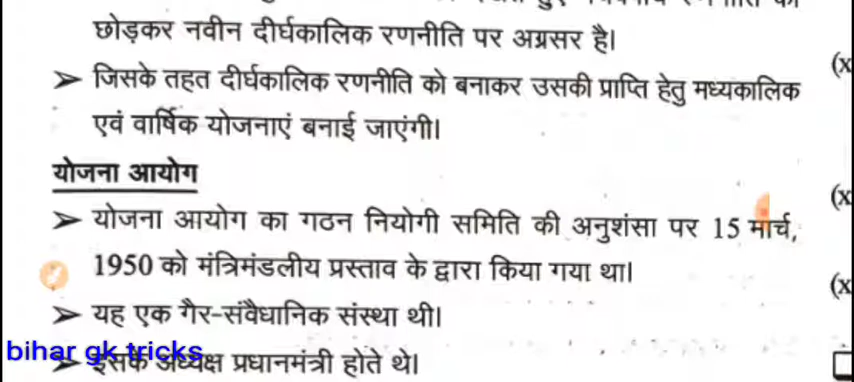 छोड़कर नवीन दीर्घकालिक रणनीति पर अग्रसर है।
➤ जिसके तहत दीर्घकालिक रणनीति को बनाकर उसकी प्राप्ति हेतु मध्यकालिक
एवं वार्षिक योजनाएं बनाई जाएंगी।
योजना आयोग
➤ योजना आयोग का गठन नियोगी समिति की अनुशंसा पर 15 मार्च,
1950 को मंत्रिमंडलीय प्रस्ताव के द्वारा किया गया था।
➤ यह एक गैर-संवैधानिक संस्था थी।
➤ इसके अध्यक्ष प्रधानमंत्री होते थे।
bihar gk tricks
(x
(x
(x